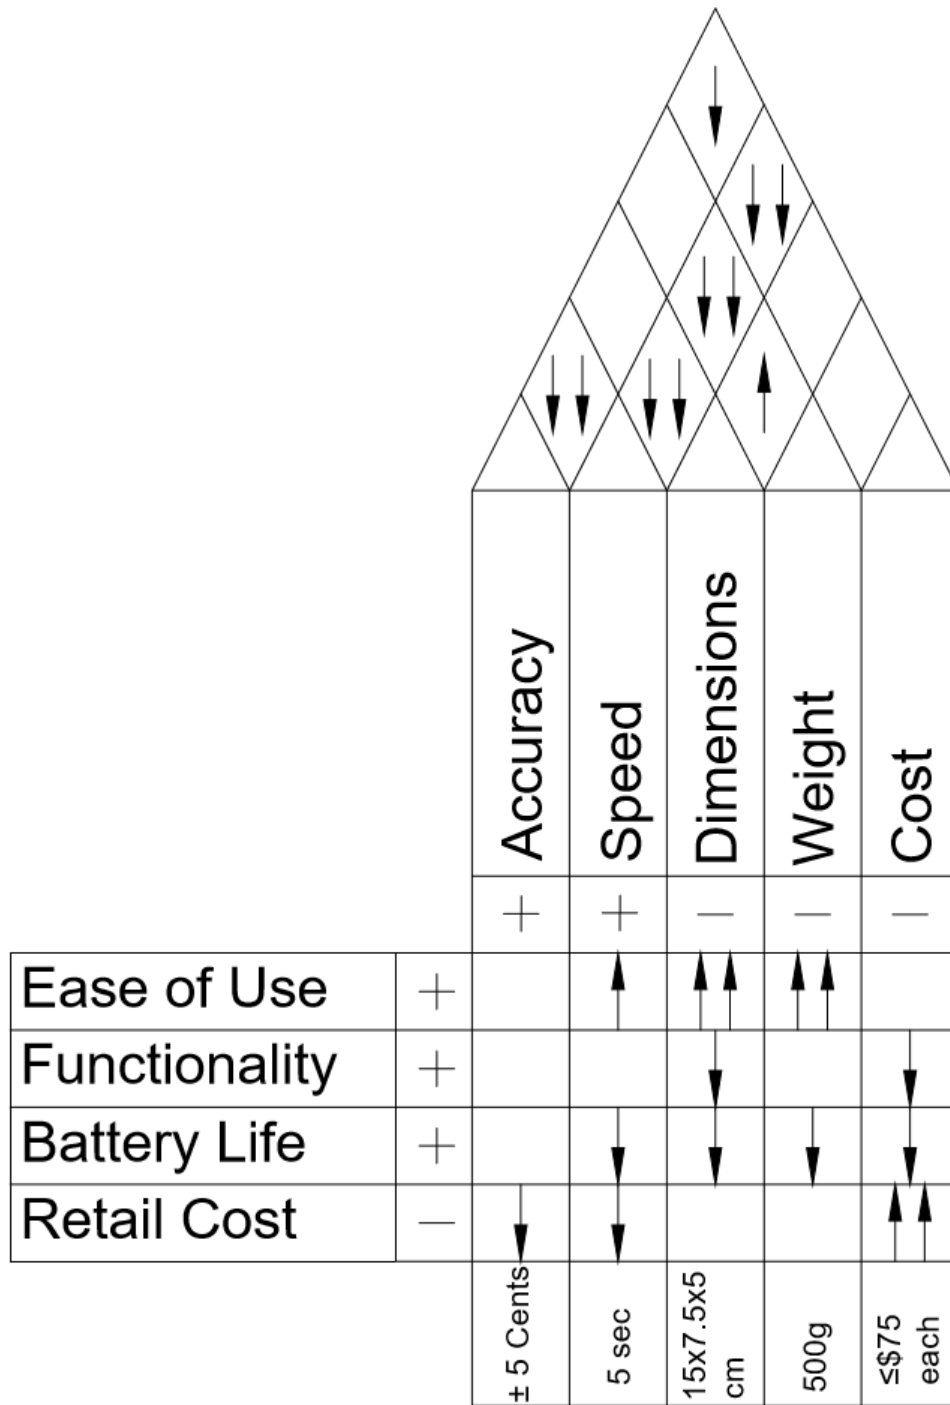 Accuracy
Speed
Dimensions
Weight
Cost
+ + − − −
Ease of Use +
Functionality +
Battery Life +
Retail Cost −
± 5 Cents
5 sec
15x7.5x5
cm
500g
≤$75
each